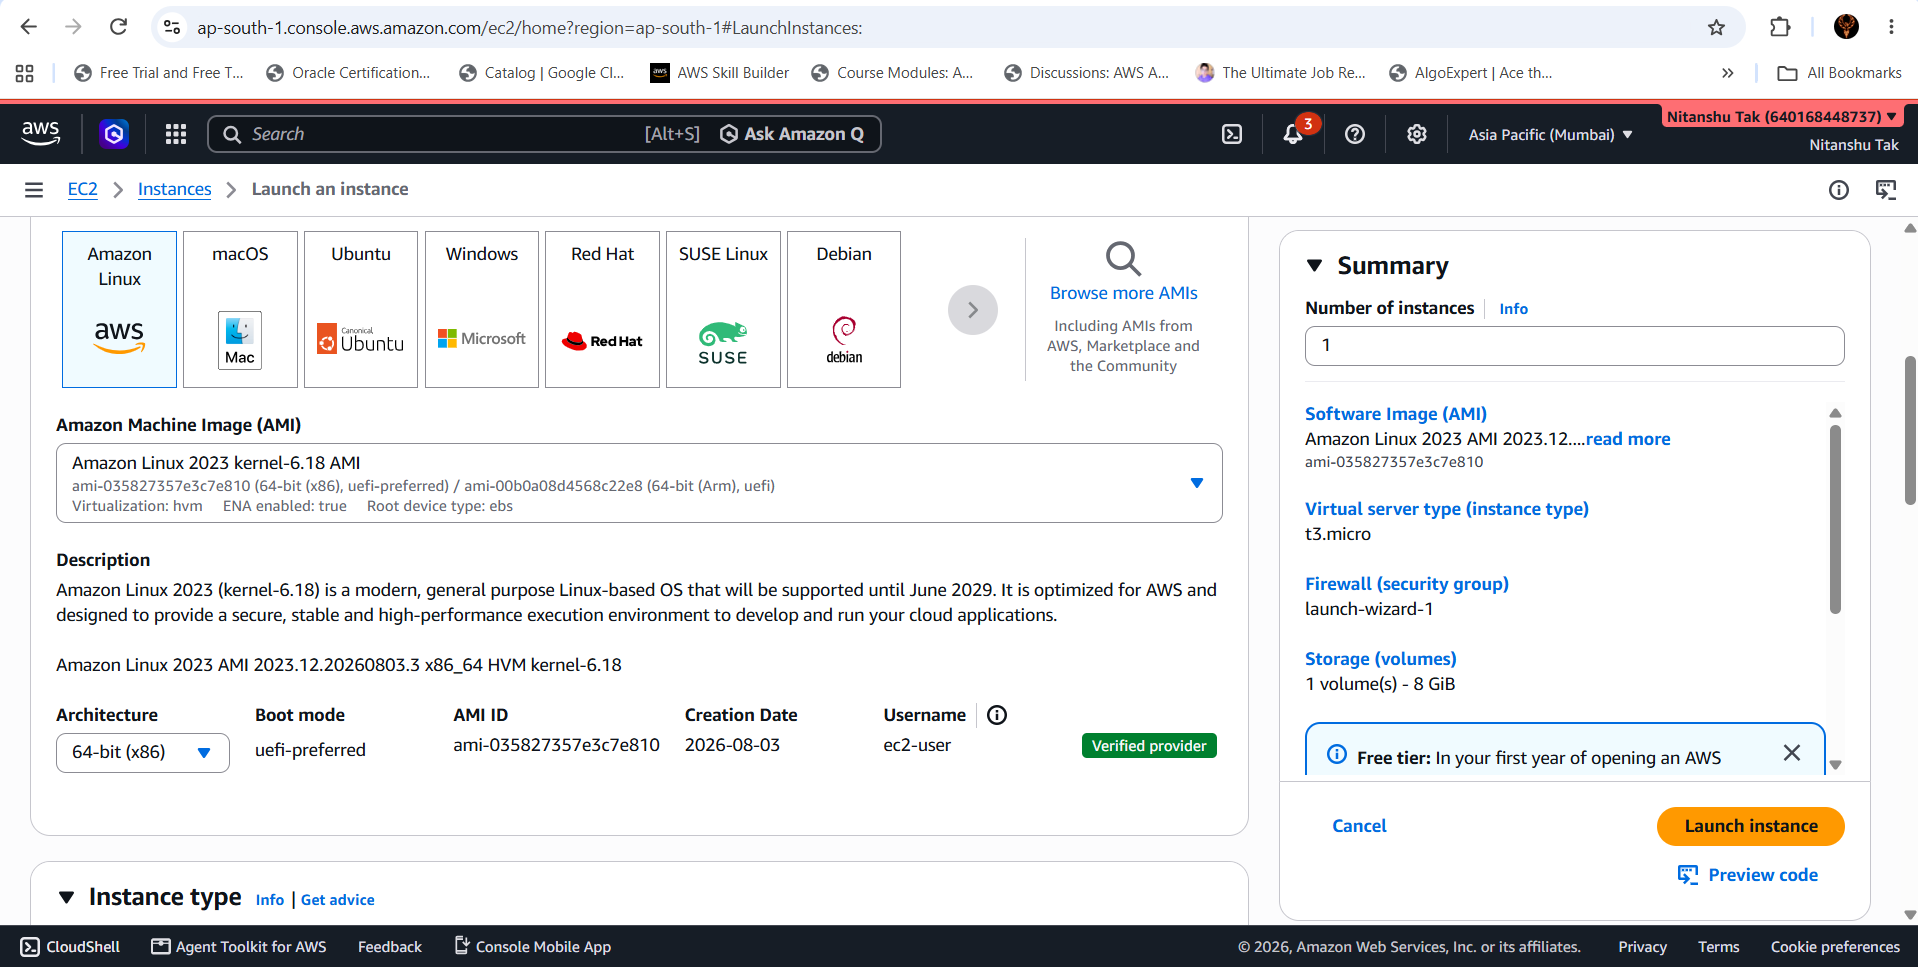 ap-south-1.console.aws.amazon.com/ec2/home?region=ap-south-1#LaunchInstances:
Free Trial and Free T...
Oracle Certification...
Catalog | Google Cl...
aws
AWS Skill Builder
Course Modules: A...
Discussions: AWS A...
The Ultimate Job Re...
AlgoExpert | Ace th...
All Bookmarks
aws
Search
[Alt+S]
Ask Amazon Q
3
Asia Pacific (Mumbai)
Nitanshu Tak (640168448737)
Nitanshu Tak
EC2
Instances
Launch an instance
Amazon
Linux
aws
macOS
Mac
Ubuntu
Canonical
Ubuntu
Windows
Microsoft
Red Hat
Red Hat
SUSE Linux
SUSE
Debian
debian
Browse more AMIs
Including AMIs from
AWS, Marketplace and
the Community
Amazon Machine Image (AMI)
Amazon Linux 2023 kernel-6.18 AMI
ami-035827357e3c7e810 (64-bit (x86), uefi-preferred) / ami-00b0a08d4568c22e8 (64-bit (Arm), uefi)
Virtualization: hvm ENA enabled: true Root device type: ebs
Description
Amazon Linux 2023 (kernel-6.18) is a modern, general purpose Linux-based OS that will be supported until June 2029. It is optimized for AWS and
designed to provide a secure, stable and high-performance execution environment to develop and run your cloud applications.
Amazon Linux 2023 AMI 2023.12.20260803.3 x86_64 HVM kernel-6.18
Architecture
64-bit (x86)
Boot mode
uefi-preferred
AMI ID
ami-035827357e3c7e810
Creation Date
2026-08-03
Username
ec2-user
Verified provider
Instance type
Info | Get advice
Summary
Number of instances
Info
1
Software Image (AMI)
Amazon Linux 2023 AMI 2023.12....read more
ami-035827357e3c7e810
Virtual server type (instance type)
t3.micro
Firewall (security group)
launch-wizard-1
Storage (volumes)
1 volume(s) - 8 GiB
Free tier: In your first year of opening an AWS
Cancel
Launch instance
Preview code
CloudShell
Agent Toolkit for AWS
Feedback
Console Mobile App
© 2026, Amazon Web Services, Inc. or its affiliates.
Privacy
Terms
Cookie preferences